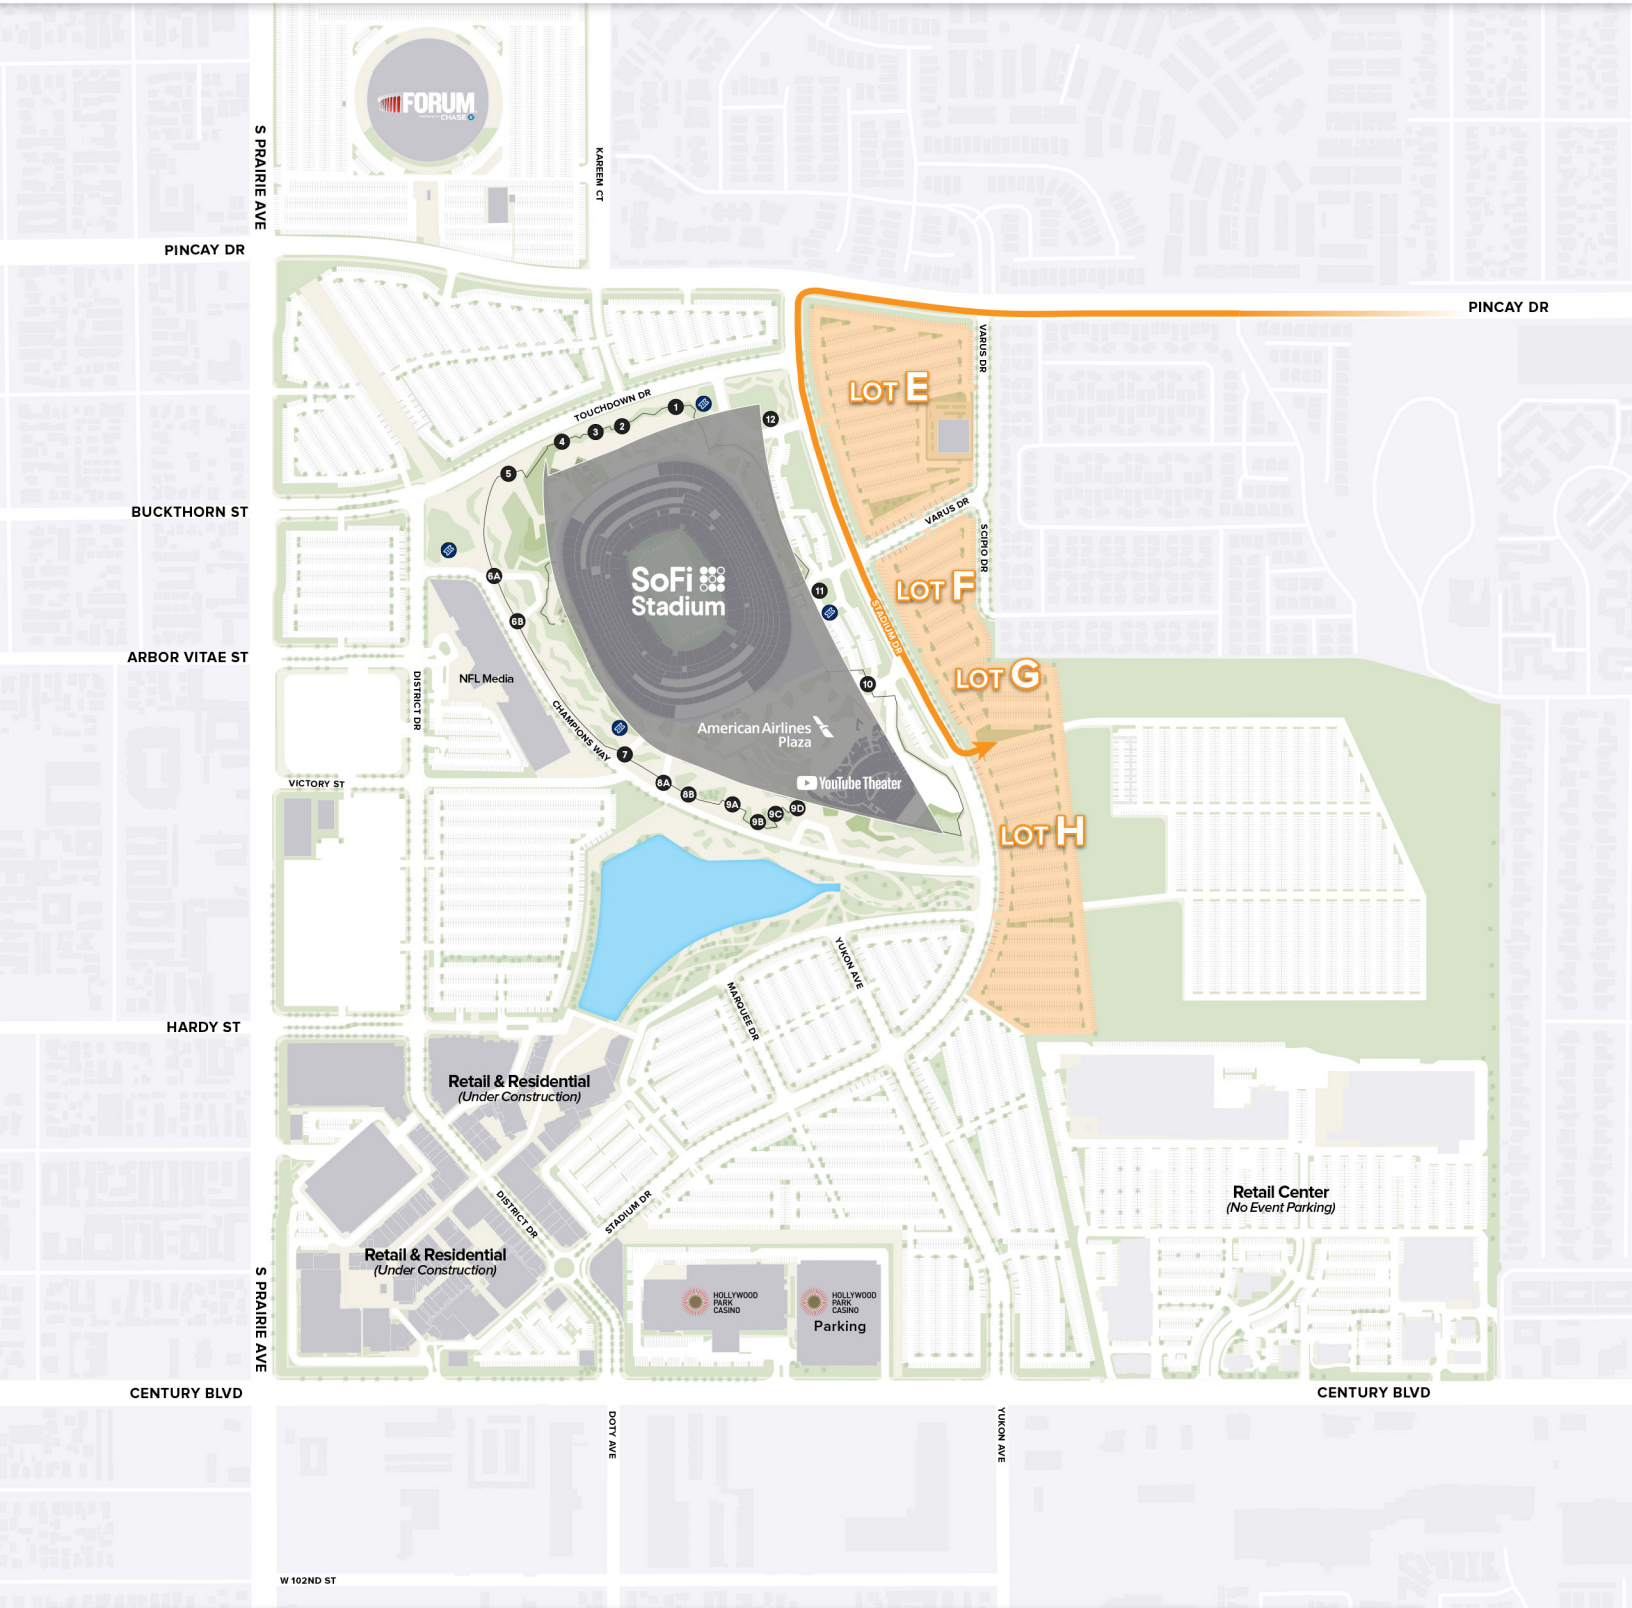 FORUM
CHASE
S PRAIRIE AVE
KAREEM CT
PINCAY DR
PINCAY DR
VARUS DR
LOT E
TOUCHDOWN DR
1
2
3
4
5
12
BUCKTHORN ST
VARUS DR
SCIPIO DR
LOT F
SoFi
Stadium
6A
6B
11
STADIUM DR
ARBOR VITAE ST
DISTRICT DR
NFL Media
LOT G
10
CHAMPIONS WAY
American Airlines
Plaza
7
VICTORY ST
YouTube Theater
8A
8B
9A
9B
9C
9D
LOT H
YUKON AVE
MARQUEE DR
HARDY ST
Retail & Residential
(Under Construction)
Retail Center
(No Event Parking)
DISTRICT DR
STADIUM DR
Retail & Residential
(Under Construction)
S PRAIRIE AVE
HOLLYWOOD
PARK
CASINO
HOLLYWOOD
PARK
CASINO
Parking
CENTURY BLVD
CENTURY BLVD
DOTY AVE
YUKON AVE
W 102ND ST